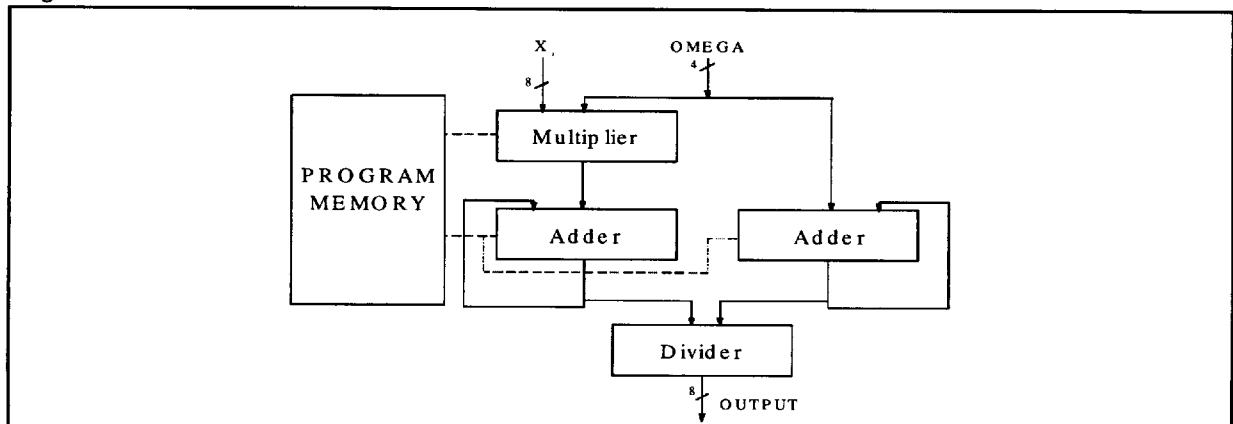 X OMEGA
8 4
Multiplier
PROGRAM
MEMORY
Adder Adder
Divider
8 OUTPUT